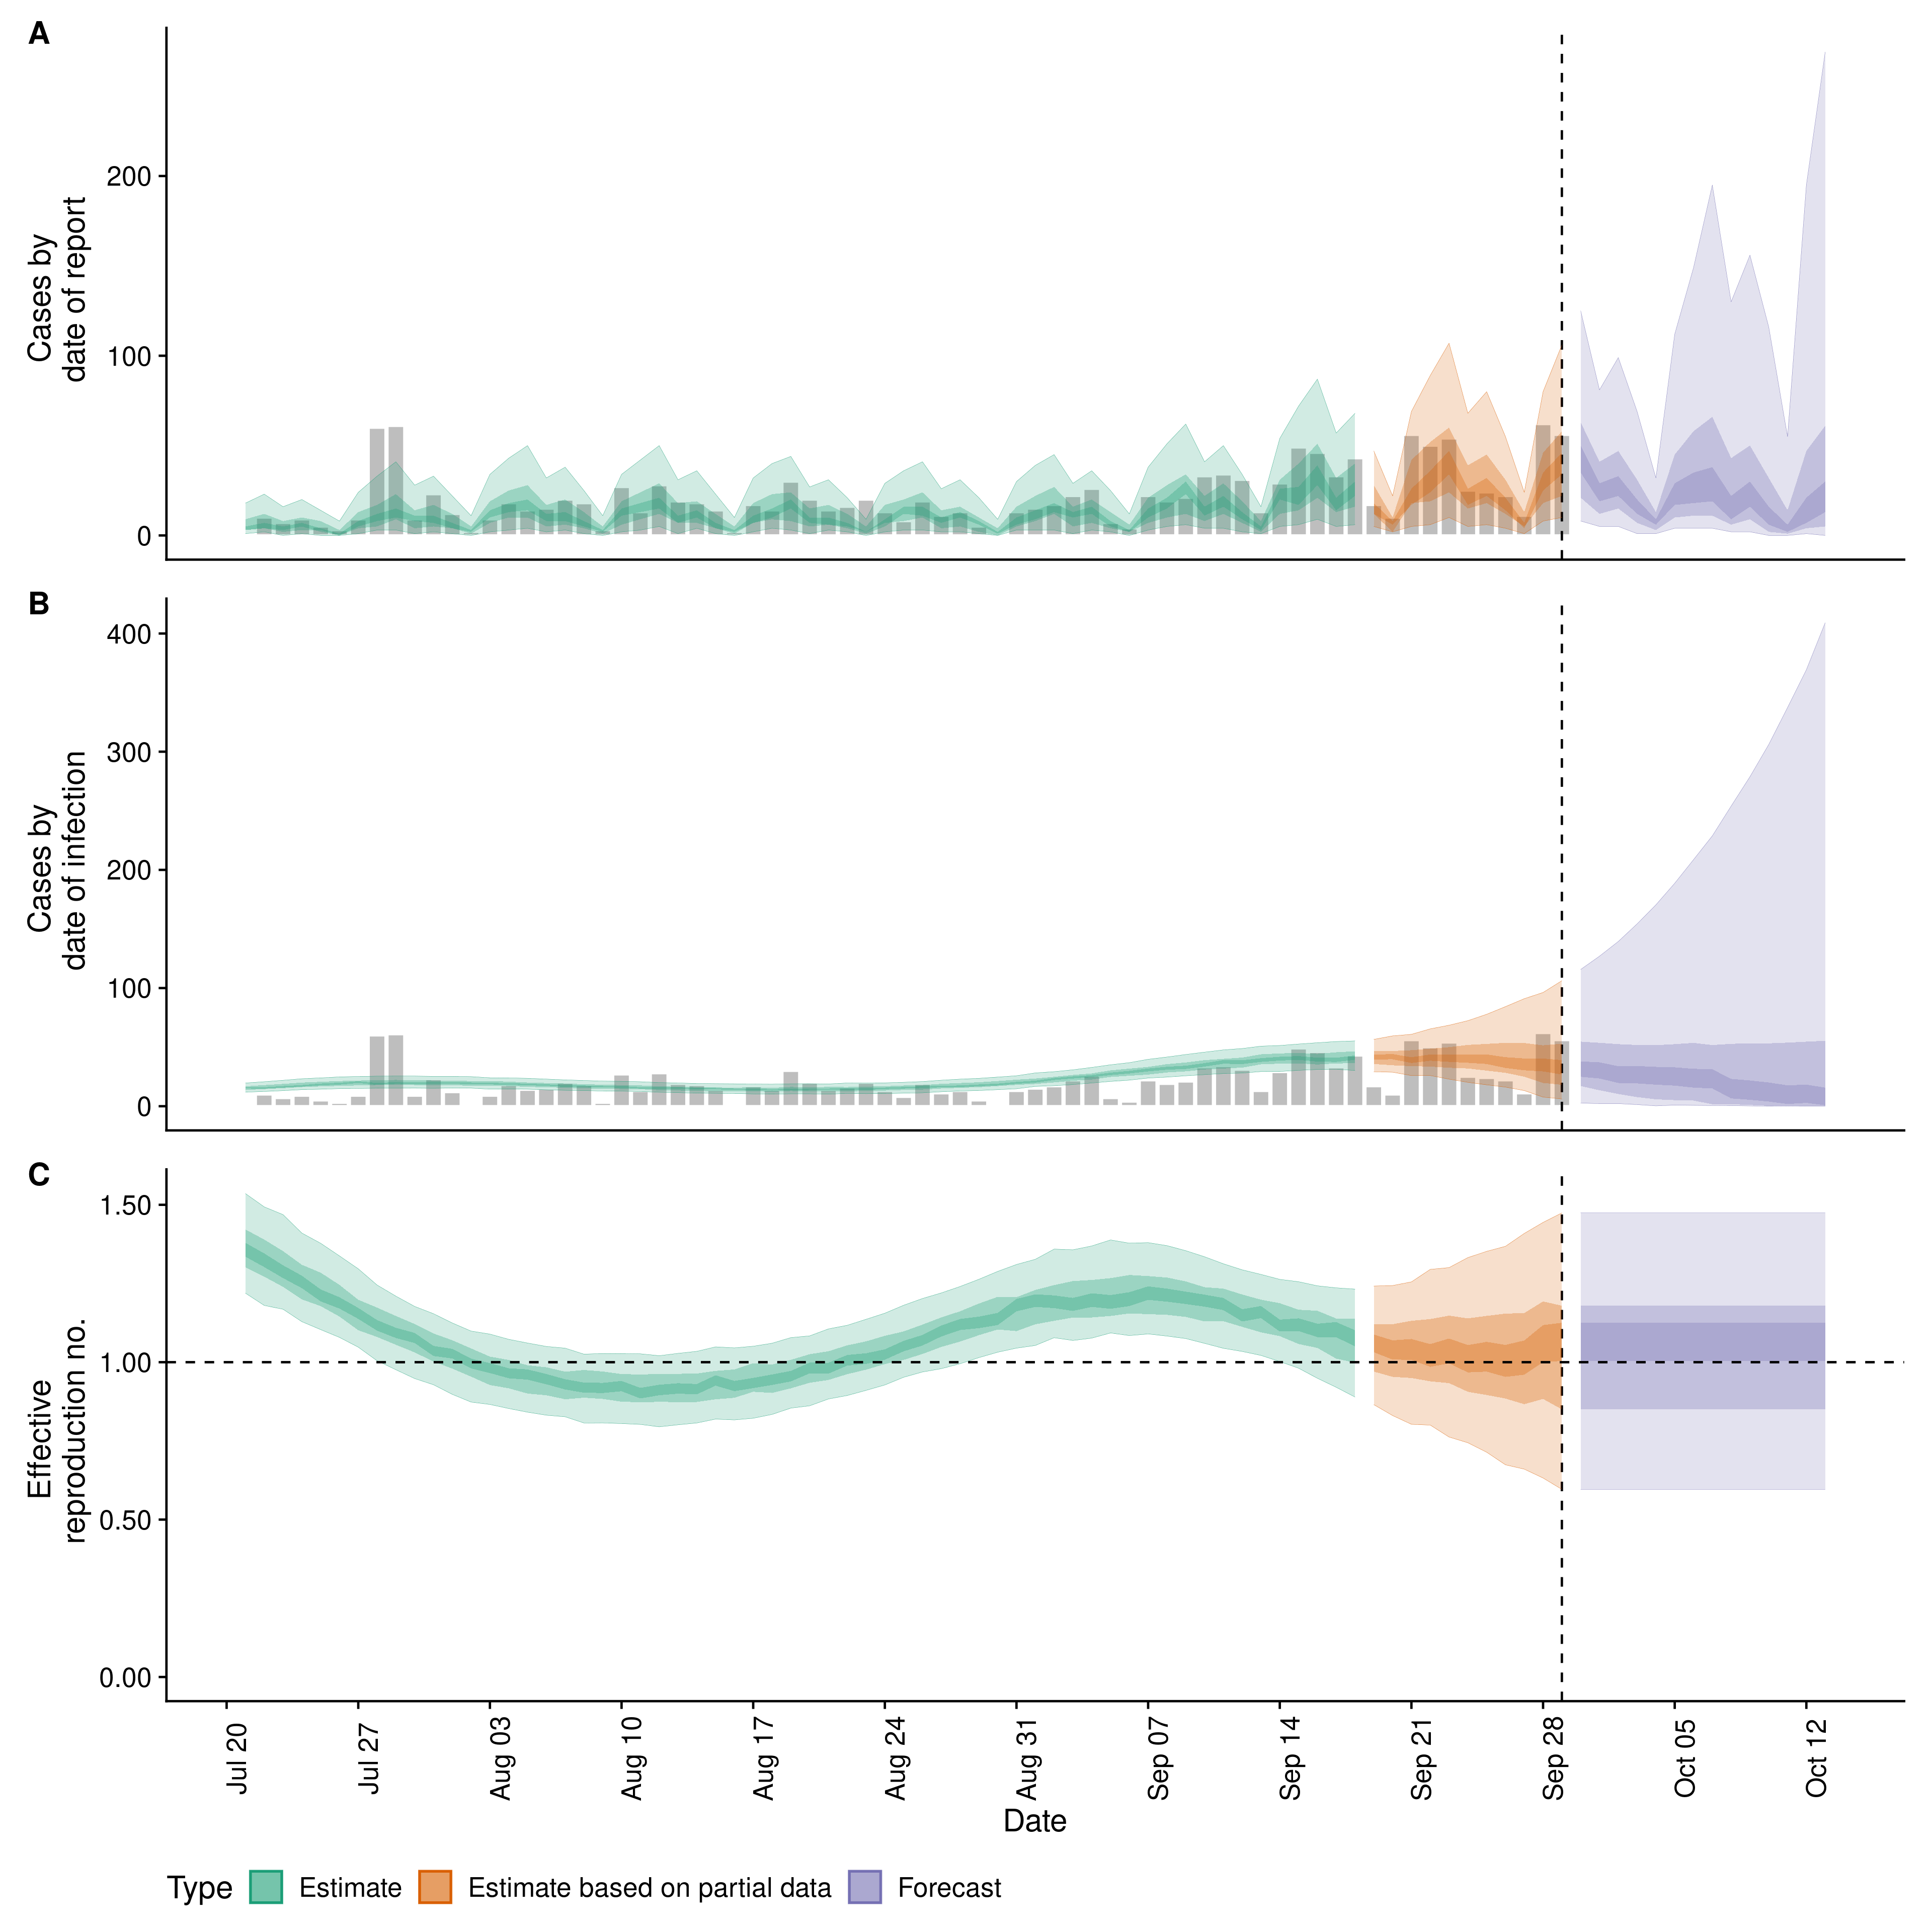 A
Cases by
date of report
200
100
0
B
Cases by
date of infection
400
300
200
100
0
C
Effective
reproduction no.
1.50
1.00
0.50
0.00
Jul 20
Jul 27
Aug 03
Aug 10
Aug 17
Aug 24
Aug 31
Sep 07
Sep 14
Sep 21
Sep 28
Oct 05
Oct 12
Date
Type Estimate Estimate based on partial data Forecast